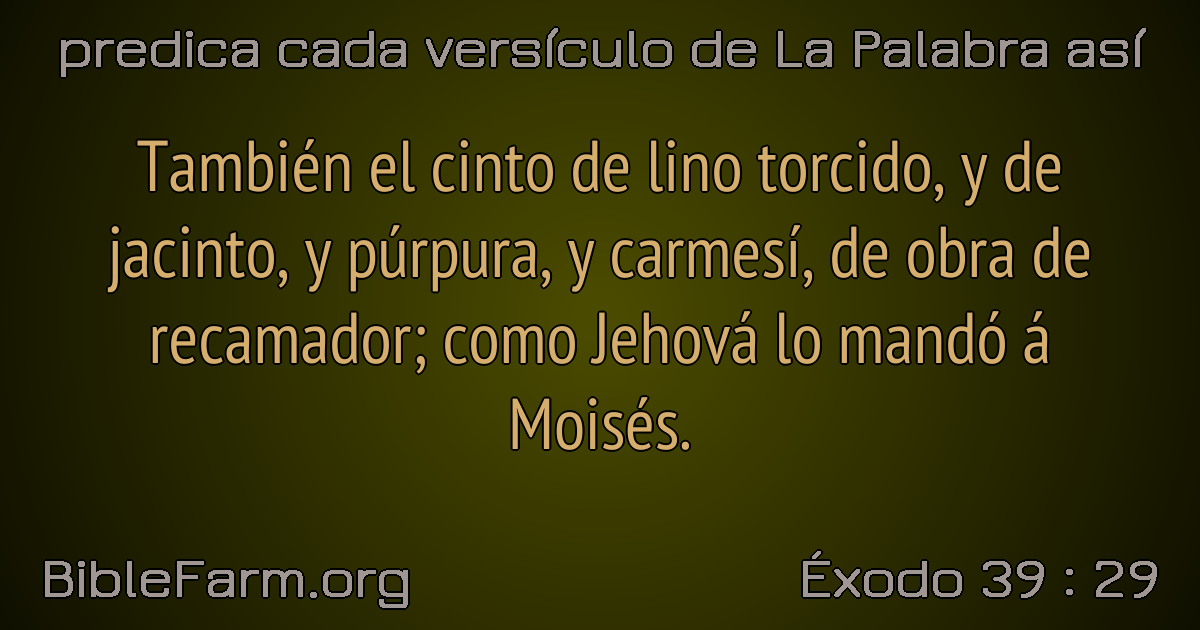 predica cada versículo de La Palabra así
También el cinto de lino torcido, y de
jacinto, y púrpura, y carmesí, de obra de
recamador; como Jehová lo mandó á
Moisés.
BibleFarm.org
Éxodo 39 : 29